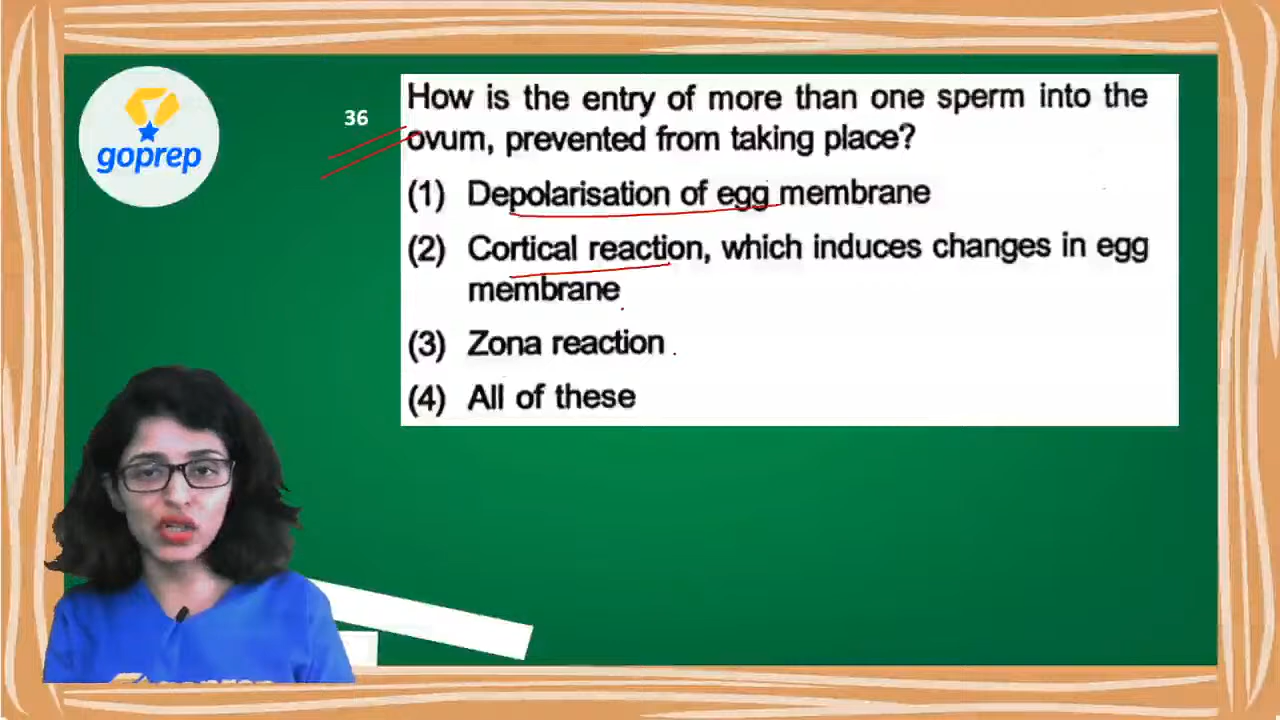 goprep
36
How is the entry of more than one sperm into the
ovum, prevented from taking place?
(1) Depolarisation of egg membrane
(2) Cortical reaction, which induces changes in egg
membrane
(3) Zona reaction
(4) All of these